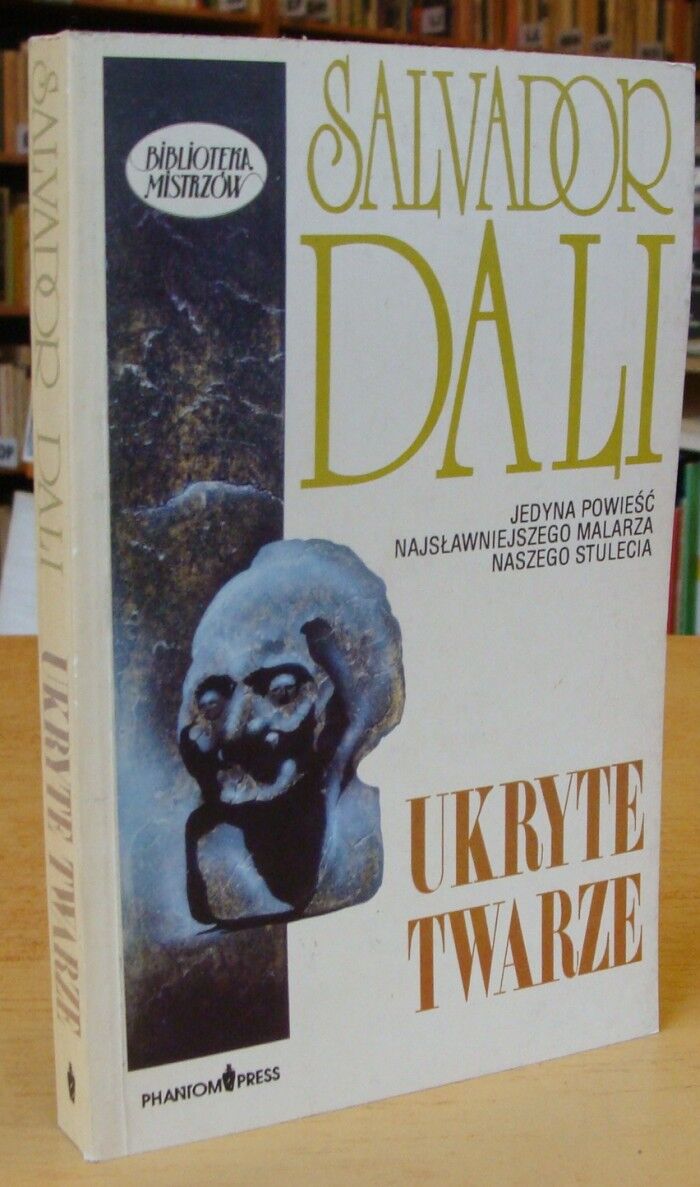 SALVADOR DALI UKRYTE TWARZE
BIBLIOTEKA
MISTRZÓW
SALVADOR
DALI
JEDYNA POWIEŚĆ
NAJSŁAWNIEJSZEGO MALARZA
NASZEGO STULECIA
UKRYTE
TWARZE
PHANTOM PRESS